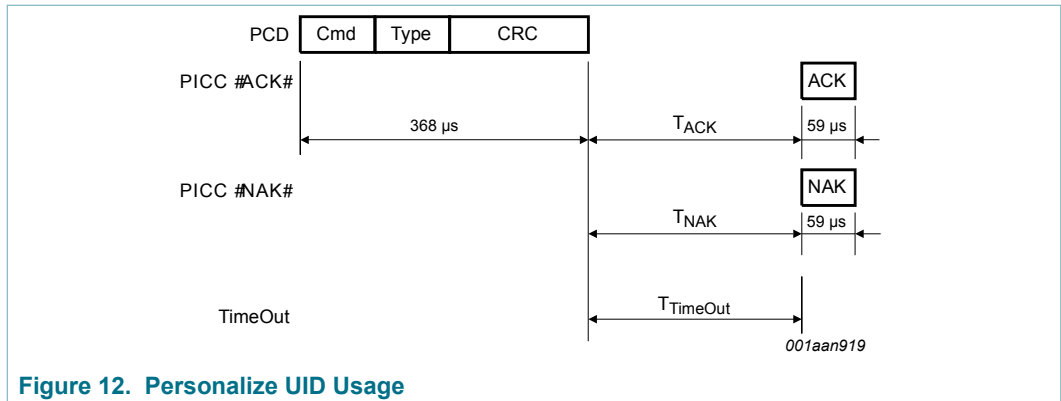 PCD Cmd Type CRC
PICC #ACK# ACK
368 µs TACK 59 µs
PICC #NAK# NAK
TNAK 59 µs
TimeOut TTimeOut
001aan919
Figure 12. Personalize UID Usage